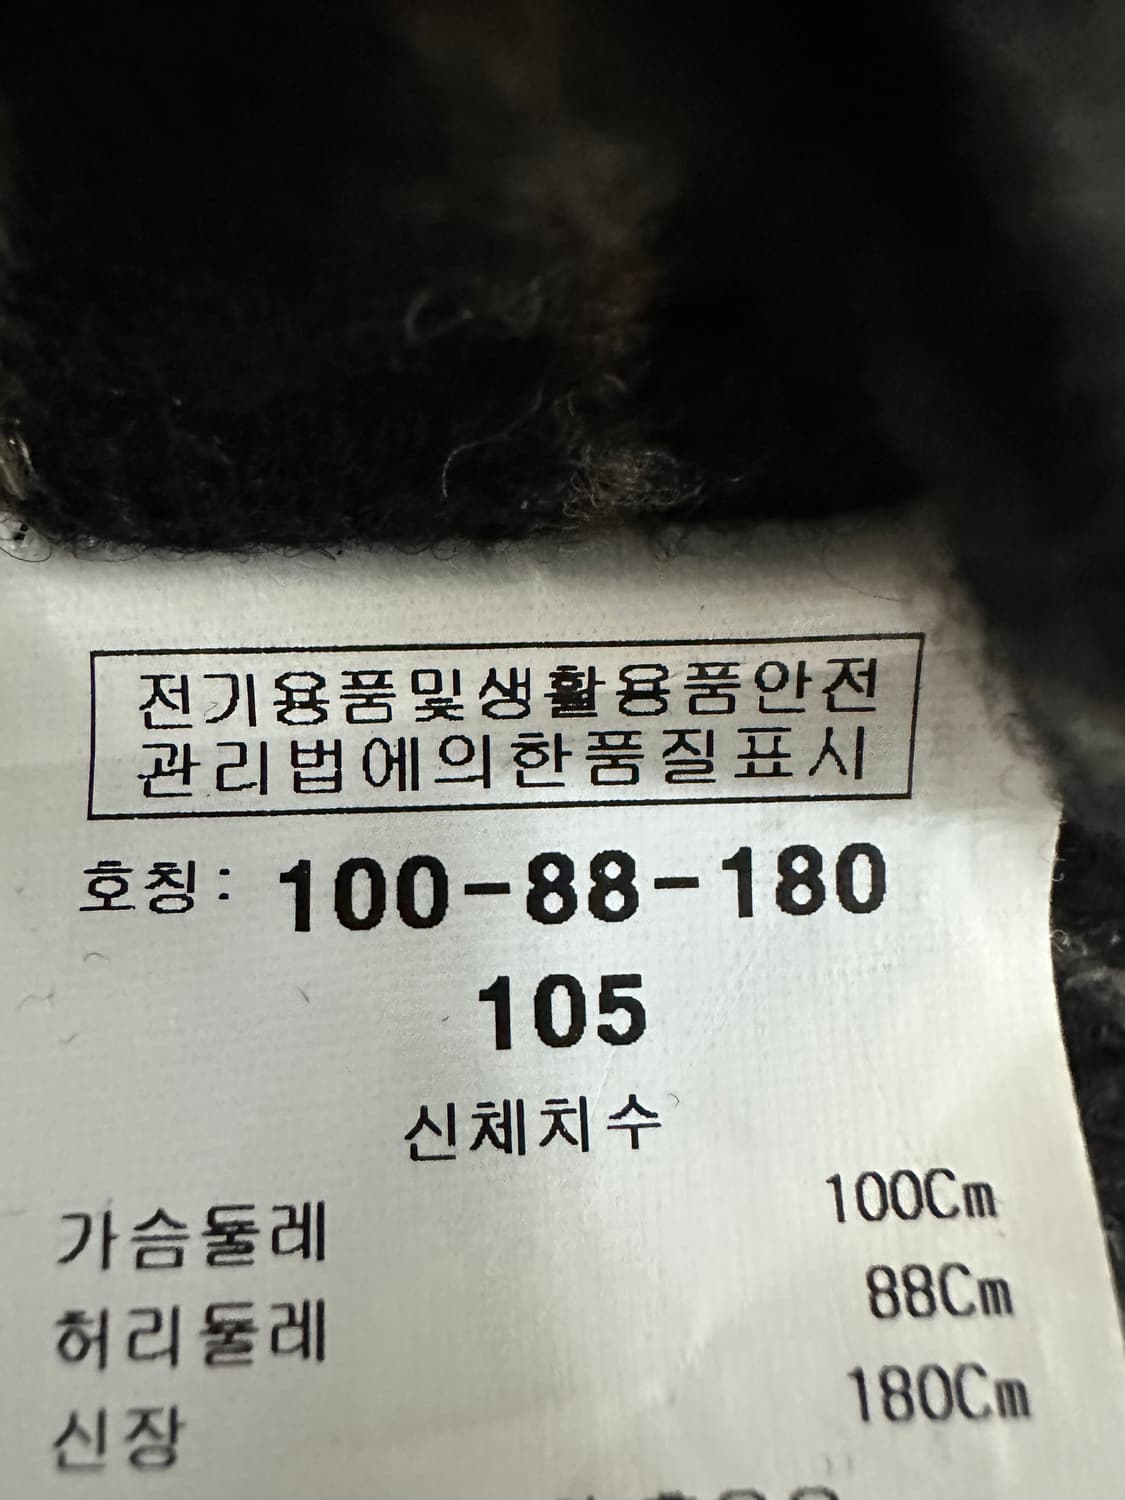 전기용품및생활용품안전
관리법에의한품질표시
호칭: 100-88-180
105
신체치수
가슴둘레 100Cm
허리둘레 88Cm
신장 180Cm